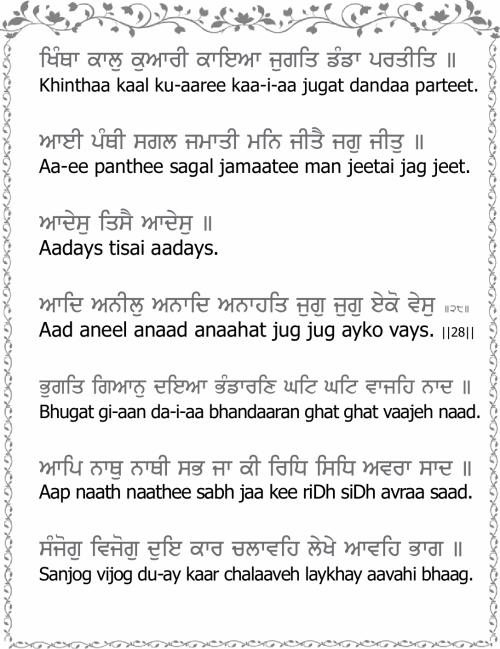 ਖਿੰਥਾ ਕਾਲੁ ਕੁਆਰੀ ਕਾਇਆ ਜੁਗਤਿ ਡੰਡਾ ਪਰਤੀਤਿ ॥
Khinthaa kaal ku-aaree kaa-i-aa jugat dandaa parteet.
ਆਈ ਪੰਥੀ ਸਗਲ ਜਮਾਤੀ ਮਨਿ ਜੀਤੈ ਜਗੁ ਜੀਤੁ ॥
Aa-ee panthee sagal jamaatee man jeetai jag jeet.
ਆਦੇਸੁ ਤਿਸੈ ਆਦੇਸੁ ॥
Aadays tisai aadays.
ਆਦਿ ਅਨੀਲੁ ਅਨਾਦਿ ਅਨਾਹਤਿ ਜੁਗੁ ਜੁਗੁ ਏਕੋ ਵੇਸੁ ॥੨੮॥
Aad aneel anaad anaahat jug jug ayko vays. ||28||
ਭੁਗਤਿ ਗਿਆਨੁ ਦਇਆ ਭੰਡਾਰਣਿ ਘਟਿ ਘਟਿ ਵਾਜਹਿ ਨਾਦ ॥
Bhugat gi-aan da-i-aa bhandaaran ghat ghat vaajeh naad.
ਆਪਿ ਨਾਥੁ ਨਾਥੀ ਸਭ ਜਾ ਕੀ ਰਿਧਿ ਸਿਧਿ ਅਵਰਾ ਸਾਦ ॥
Aap naath naathee sabh jaa kee riDh siDh avraa saad.
ਸੰਜੋਗੁ ਵਿਜੋਗੁ ਦੁਇ ਕਾਰ ਚਲਾਵਹਿ ਲੇਖੇ ਆਵਹਿ ਭਾਗ ॥
Sanjog vijog du-ay kaar chalaaveh laykhay aavahi bhaag.